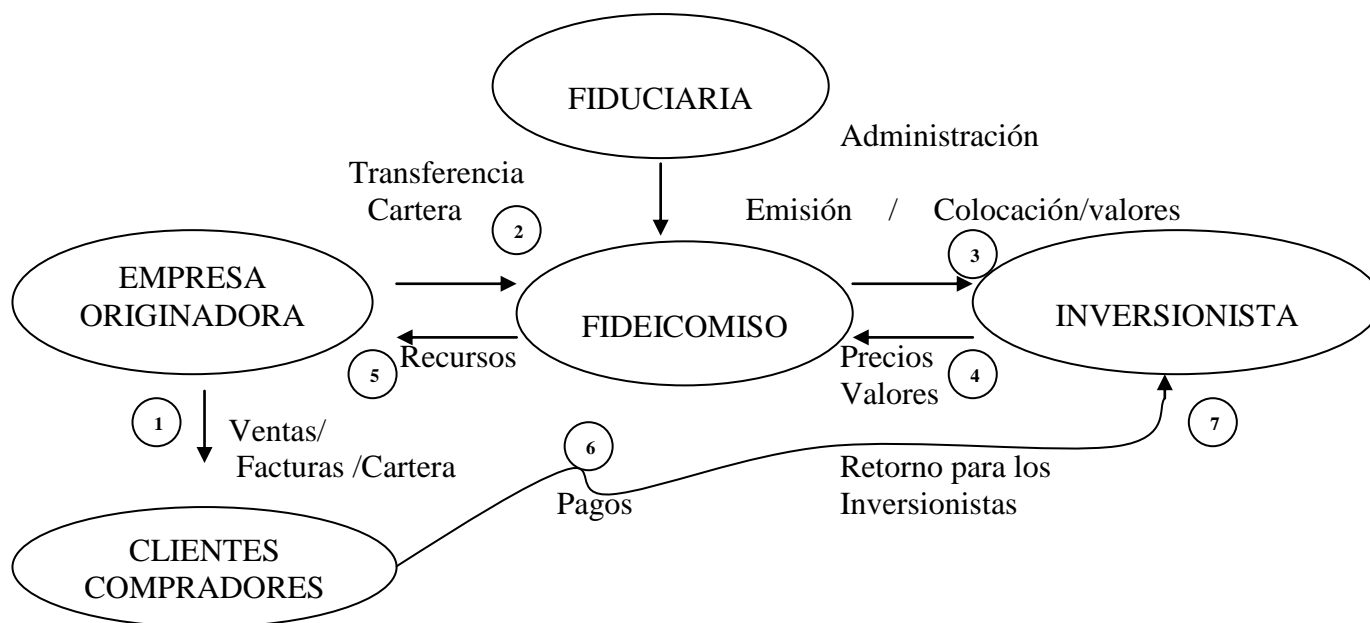 FIDUCIARIA
Administración
Transferencia
Cartera
2
Emisión / Colocación/valores
3
EMPRESA
ORIGINADORA
FIDEICOMISO
INVERSIONISTA
5
Recursos
Precios
Valores
4
1
Ventas/
Facturas /Cartera
6
Pagos
7
Retorno para los
Inversionistas
CLIENTES
COMPRADORES